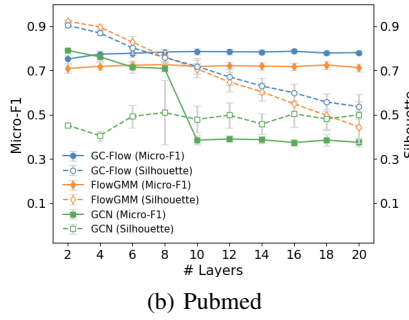 0.9
0.7
0.5
0.3
0.1
Micro-F1
0.9
0.7
0.5
0.3
0.1
Silhouette
GC-Flow (Micro-F1)
GC-Flow (Silhouette)
FlowGMM (Micro-F1)
FlowGMM (Silhouette)
GCN (Micro-F1)
GCN (Silhouette)
2 4 6 8 10 12 14 16 18 20
# Layers
(b) Pubmed